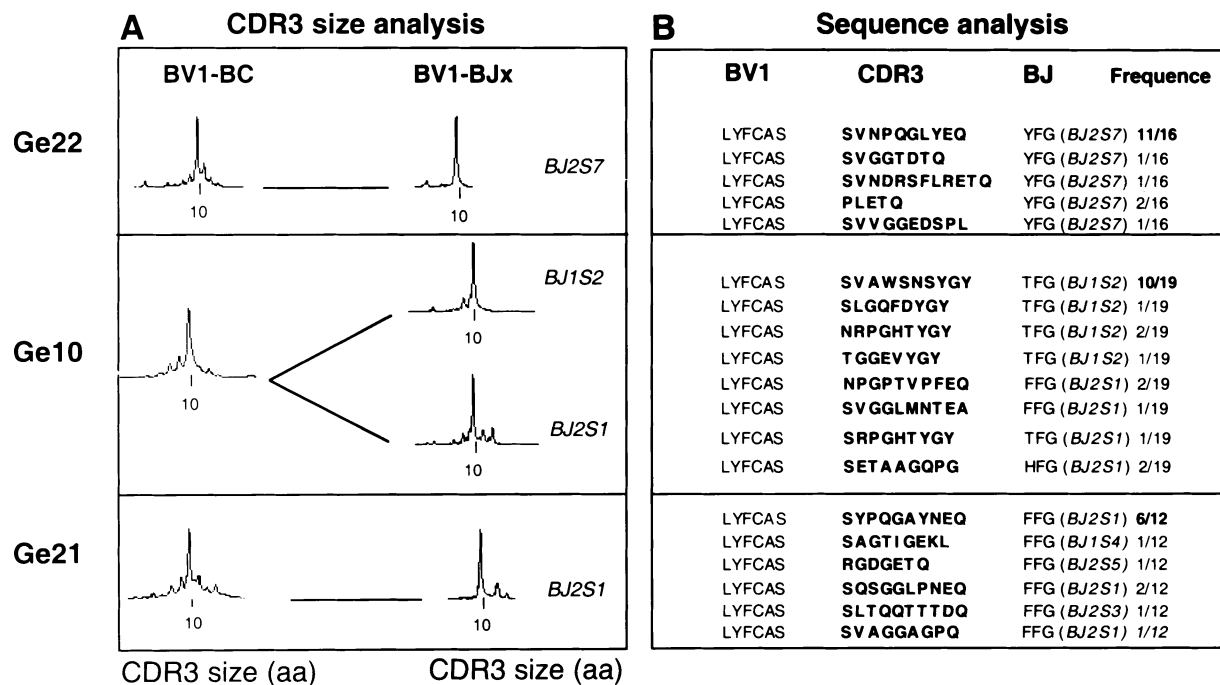 A CDR3 size analysis
BV1-BC BV1-BJx
Ge22
BJ2S7
10 10
Ge10
BJ1S2
10
10
BJ2S1
10
Ge21
BJ2S1
10 10
CDR3 size (aa) CDR3 size (aa)
B Sequence analysis
BV1 CDR3 BJ Frequence
LYFCAS SVNPQGLYEQ YFG (BJ2S7) 11/16
LYFCAS SVGGTDTQ YFG (BJ2S7) 1/16
LYFCAS SVNDRSFLRETQ YFG (BJ2S7) 1/16
LYFCAS PLETQ YFG (BJ2S7) 2/16
LYFCAS SVVGGEDSPL YFG (BJ2S7) 1/16
LYFCAS SVAWSNSYGY TFG (BJ1S2) 10/19
LYFCAS SLGQFDYGY TFG (BJ1S2) 1/19
LYFCAS NRPGHTYGY TFG (BJ1S2) 2/19
LYFCAS TGGEVYGY TFG (BJ1S2) 1/19
LYFCAS NPGPTVPFEQ FFG (BJ2S1) 2/19
LYFCAS SVGGLMNTEA FFG (BJ2S1) 1/19
LYFCAS SRPGHTYGY TFG (BJ2S1) 1/19
LYFCAS SETAAGQPG HFG (BJ2S1) 2/19
LYFCAS SYPQGAYNEQ FFG (BJ2S1) 6/12
LYFCAS SAGTIGEKL FFG (BJ1S4) 1/12
LYFCAS RGDGETQ FFG (BJ2S5) 1/12
LYFCAS SQSGGLPNEQ FFG (BJ2S1) 2/12
LYFCAS SLTQQTTTDQ FFG (BJ2S3) 1/12
LYFCAS SVAGGAGPQ FFG (BJ2S1) 1/12